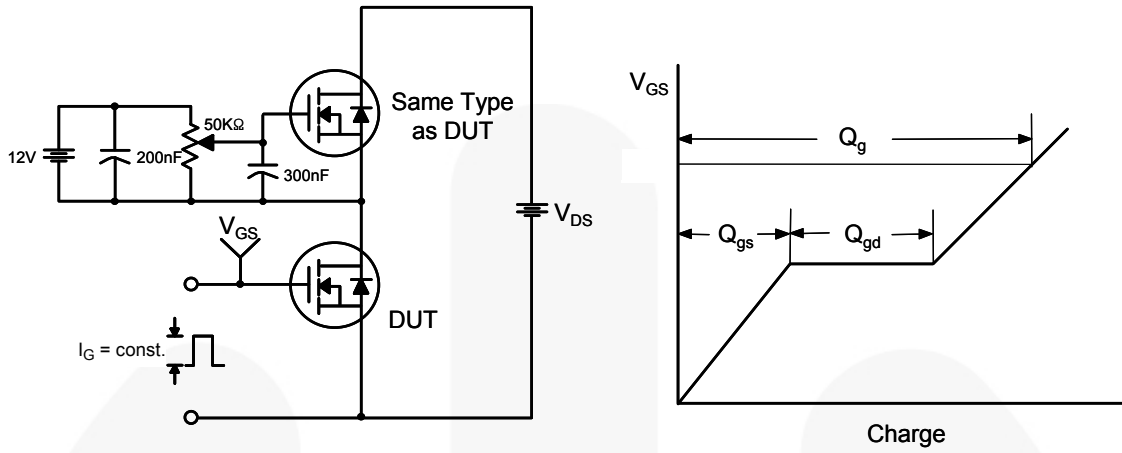 Same Type
as DUT
50KΩ
12V
200nF
300nF
V_GS
V_DS
DUT
I_G = const.
V_GS
Q_g
Q_gs
Q_gd
Charge